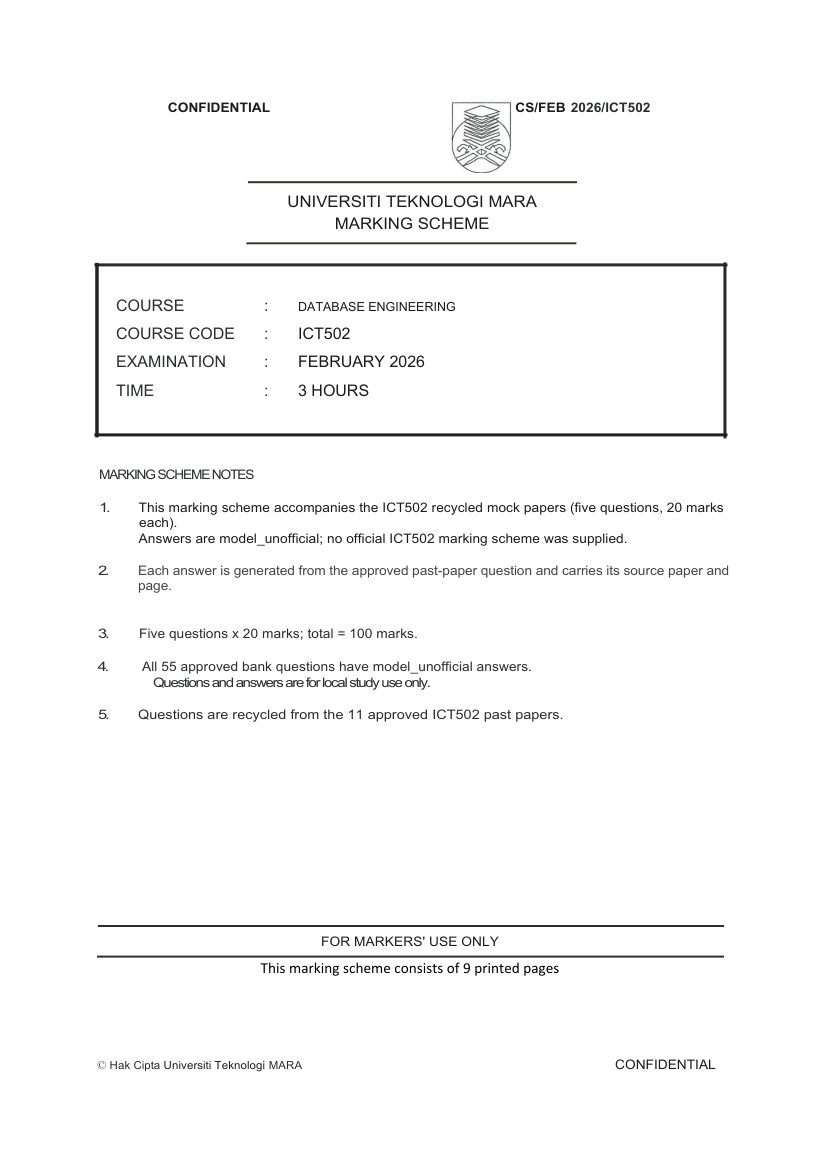 CONFIDENTIAL
CS/FEB 2026/ICT502
UNIVERSITI TEKNOLOGI MARA
MARKING SCHEME
COURSE : DATABASE ENGINEERING
COURSE CODE : ICT502
EXAMINATION : FEBRUARY 2026
TIME : 3 HOURS
MARKING SCHEME NOTES
1. This marking scheme accompanies the ICT502 recycled mock papers (five questions, 20 marks
each).
Answers are model_unofficial; no official ICT502 marking scheme was supplied.
2. Each answer is generated from the approved past-paper question and carries its source paper and
page.
3. Five questions x 20 marks; total = 100 marks.
4. All 55 approved bank questions have model_unofficial answers.
Questions and answers are for local study use only.
5. Questions are recycled from the 11 approved ICT502 past papers.
FOR MARKERS' USE ONLY
This marking scheme consists of 9 printed pages
© Hak Cipta Universiti Teknologi MARA
CONFIDENTIAL